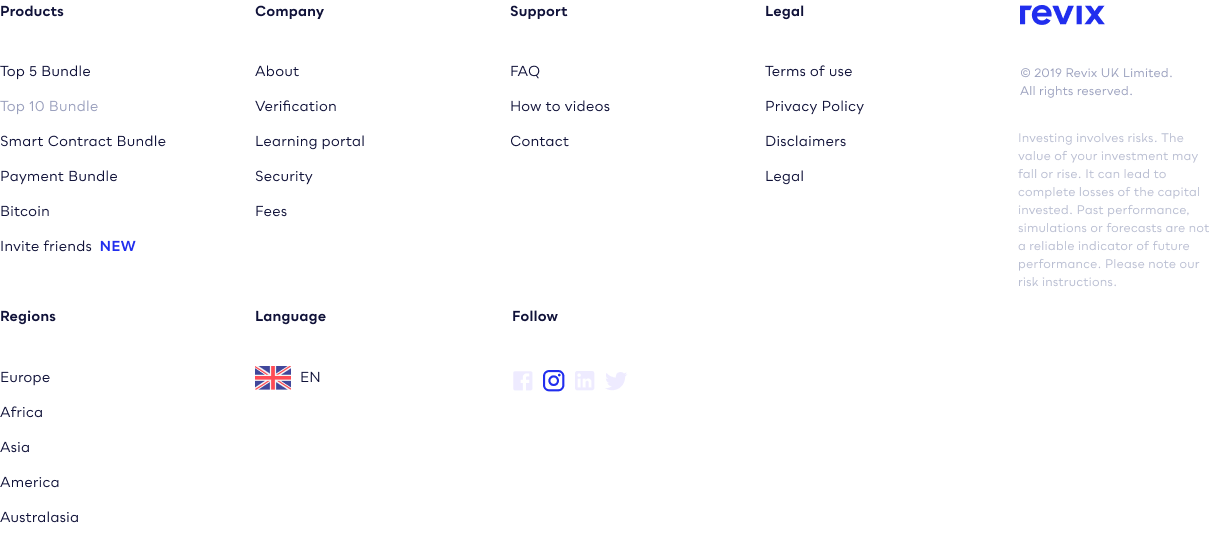 Products
Top 5 Bundle
Top 10 Bundle
Smart Contract Bundle
Payment Bundle
Bitcoin
Invite friends NEW
Company
About
Verification
Learning portal
Security
Fees
Support
FAQ
How to videos
Contact
Legal
Terms of use
Privacy Policy
Disclaimers
Legal
revix
© 2019 Revix UK Limited.
All rights reserved.
Investing involves risks. The
value of your investment may
fall or rise. It can lead to
complete losses of the capital
invested. Past performance,
simulations or forecasts are not
a reliable indicator of future
performance. Please note our
risk instructions.
Regions
Europe
Africa
Asia
America
Australasia
Language
EN
Follow